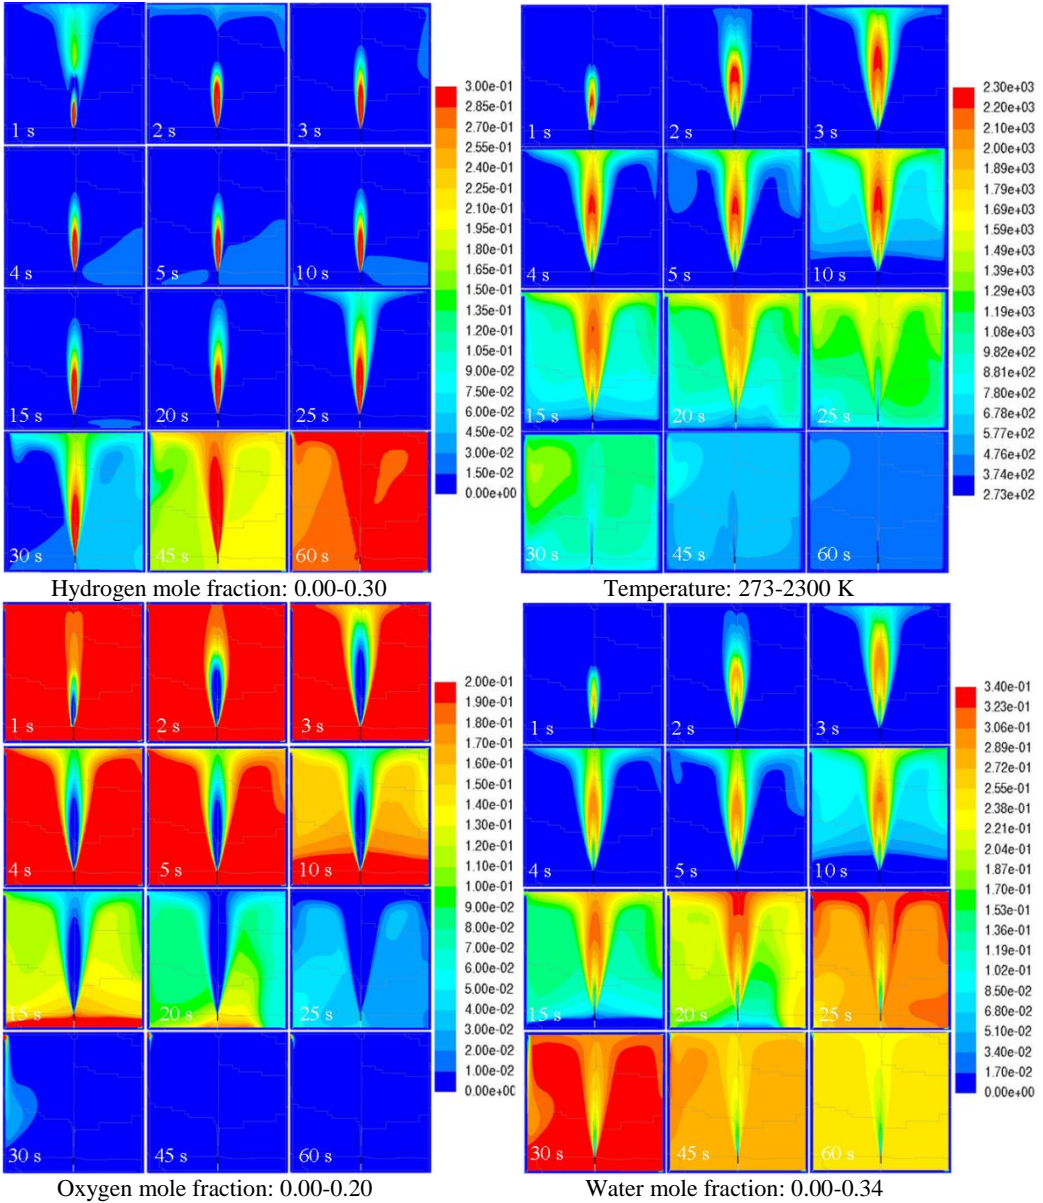 1 s
2 s
3 s
4 s
5 s
10 s
15 s
20 s
25 s
30 s
45 s
60 s
3.00e-01
2.85e-01
2.70e-01
2.55e-01
2.40e-01
2.25e-01
2.10e-01
1.95e-01
1.80e-01
1.65e-01
1.50e-01
1.35e-01
1.20e-01
1.05e-01
9.00e-02
7.50e-02
6.00e-02
4.50e-02
3.00e-02
1.50e-02
0.00e+00
Hydrogen mole fraction: 0.00-0.30
1 s
2 s
3 s
4 s
5 s
10 s
15 s
20 s
25 s
30 s
45 s
60 s
2.30e+03
2.20e+03
2.10e+03
2.00e+03
1.89e+03
1.79e+03
1.69e+03
1.59e+03
1.49e+03
1.39e+03
1.29e+03
1.18e+03
1.08e+03
9.82e+02
8.81e+02
7.80e+02
6.78e+02
5.77e+02
4.76e+02
3.74e+02
2.73e+02
Temperature: 273-2300 K
1 s
2 s
3 s
4 s
5 s
10 s
15 s
20 s
25 s
30 s
45 s
60 s
2.00e-01
1.90e-01
1.80e-01
1.70e-01
1.60e-01
1.50e-01
1.40e-01
1.30e-01
1.20e-01
1.10e-01
1.00e-01
9.00e-02
8.00e-02
7.00e-02
6.00e-02
5.00e-02
4.00e-02
3.00e-02
2.00e-02
1.00e-02
0.00e+00
Oxygen mole fraction: 0.00-0.20
1 s
2 s
3 s
4 s
5 s
10 s
15 s
20 s
25 s
30 s
45 s
60 s
3.40e-01
3.23e-01
3.06e-01
2.89e-01
2.72e-01
2.55e-01
2.38e-01
2.21e-01
2.04e-01
1.87e-01
1.70e-01
1.53e-01
1.36e-01
1.19e-01
1.02e-01
8.50e-02
6.80e-02
5.10e-02
3.40e-02
1.70e-02
0.00e+00
Water mole fraction: 0.00-0.34